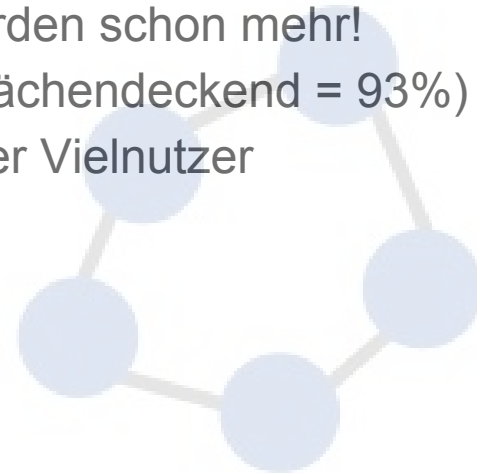 rden schon mehr!
ächendeckend = 93%)
er Vielnutzer